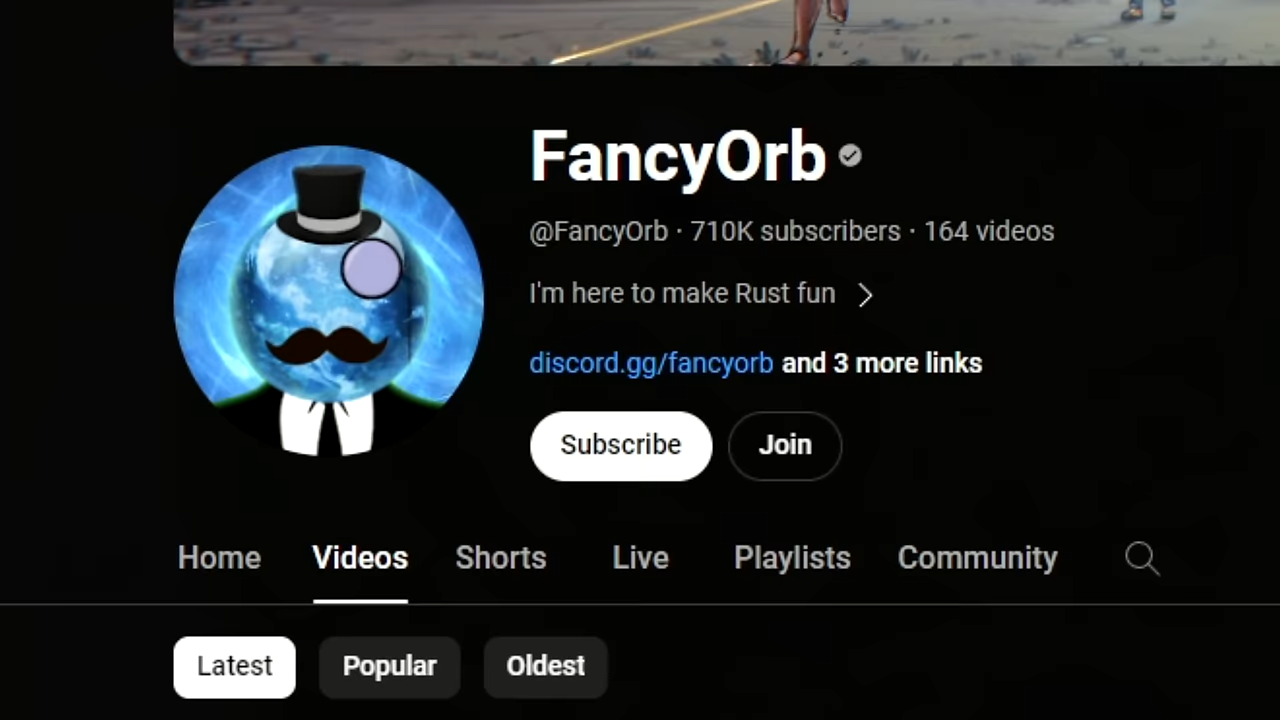 FancyOrb
@FancyOrb · 710K subscribers · 164 videos
I'm here to make Rust fun
discord.gg/fancyorb and 3 more links
Subscribe Join
Home Videos Shorts Live Playlists Community
Latest Popular Oldest